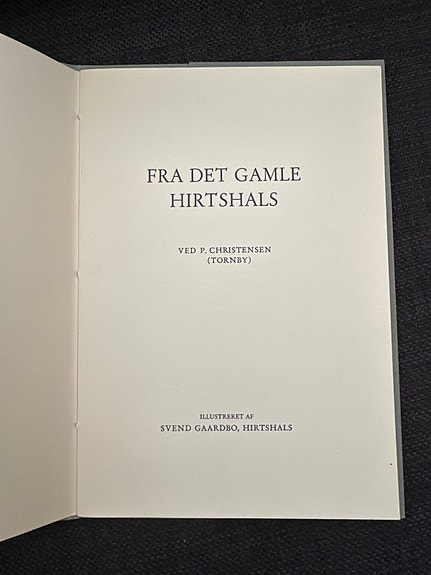 FRA DET GAMLE
HIRTSHALS
VED P. CHRISTENSEN
(TORNBY)
ILLUSTRERET AF
SVEND GAARDBO, HIRTSHALS